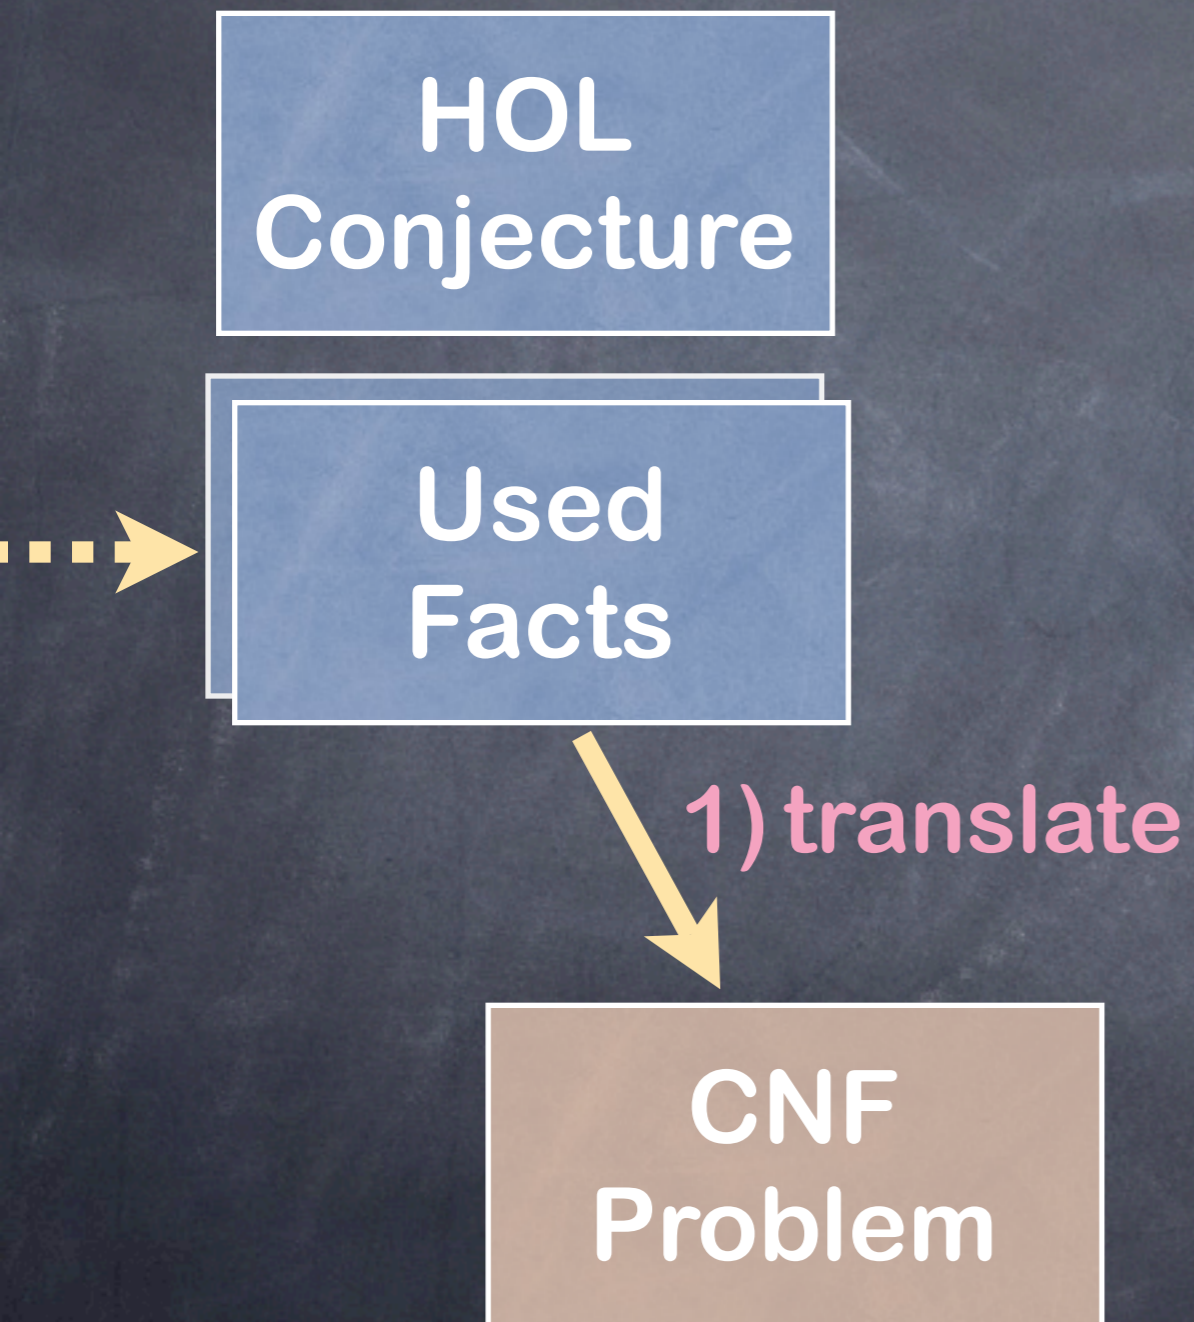 HOL
Conjecture
Used
Facts
1) translate
CNF
Problem